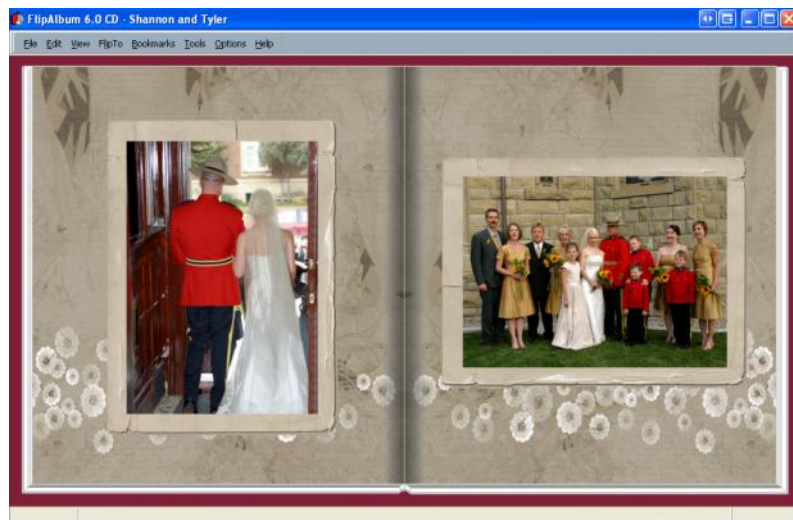 FlipAlbum 6.0 CD - Shannon and Tyler
File Edit View FlipTo Bookmarks Tools Options Help